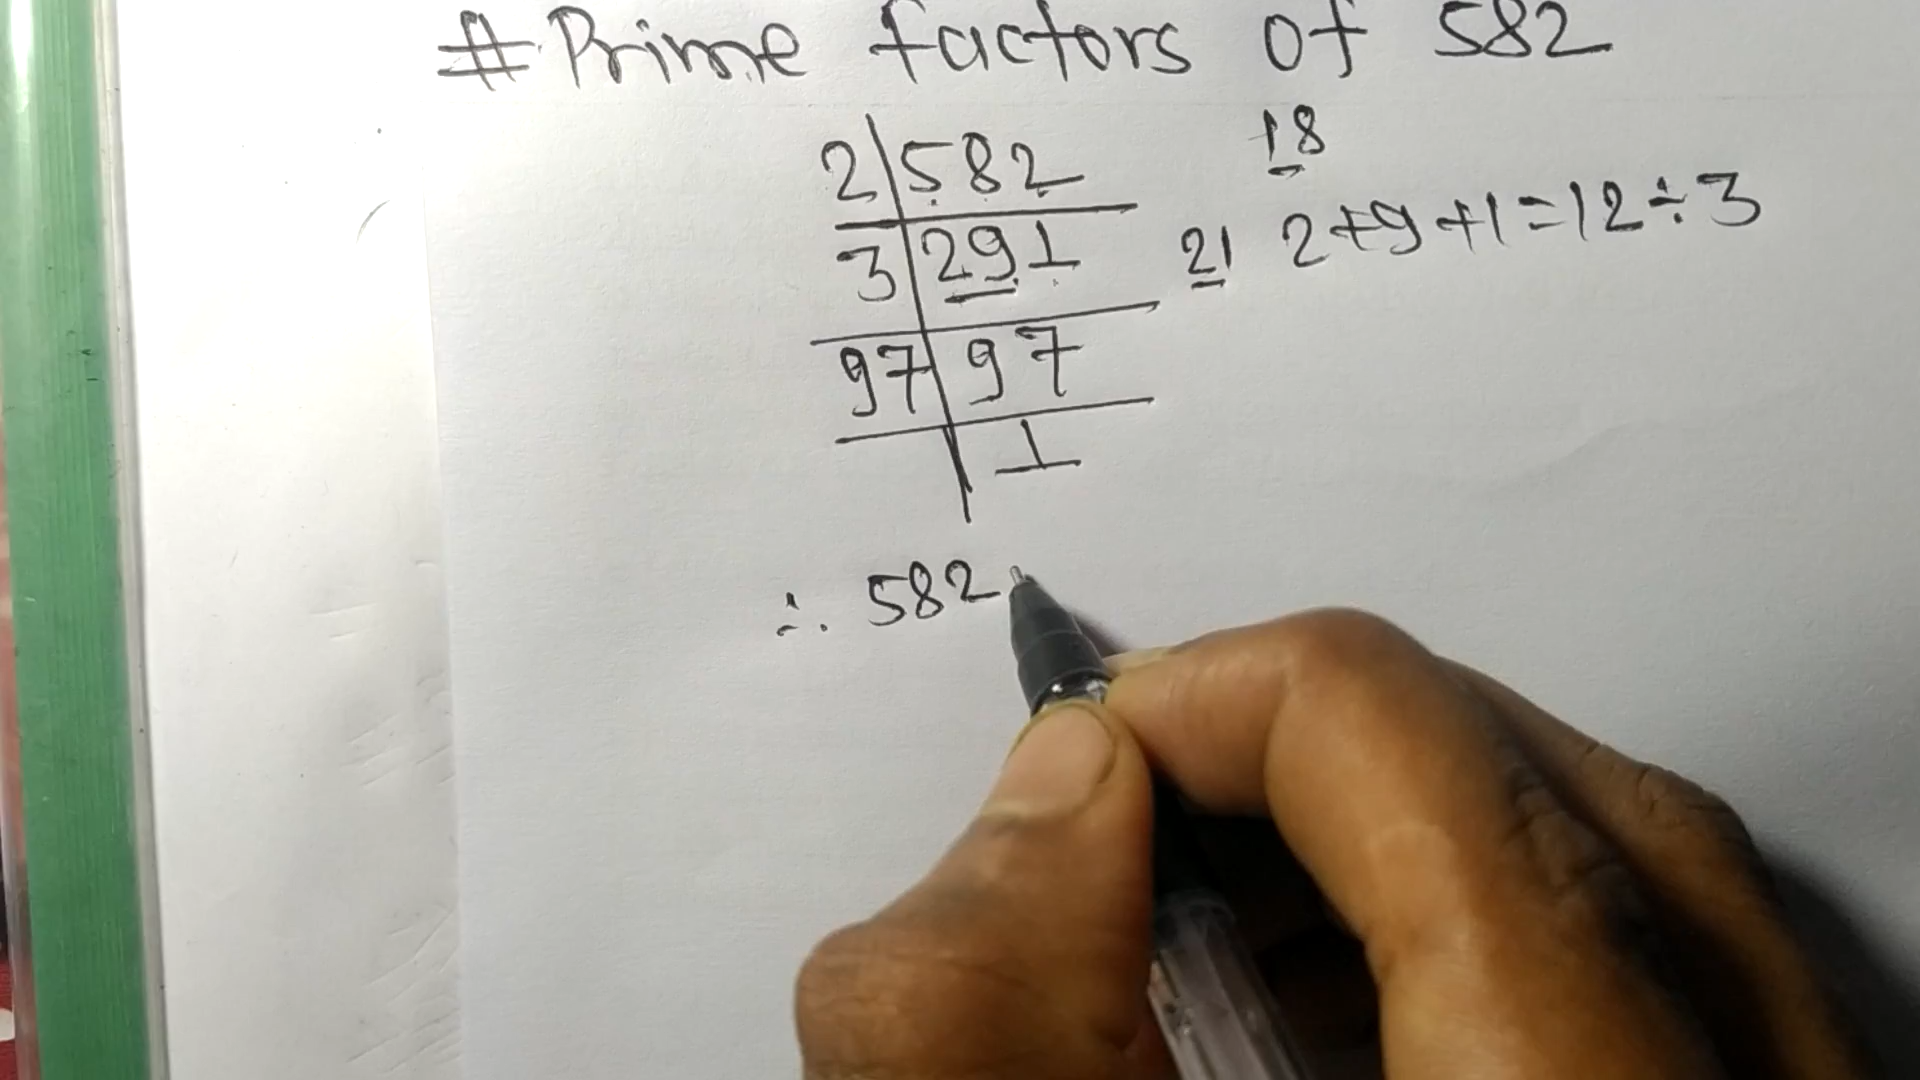 # Prime factors of 582
2 582 18
3 291 21 2+9+1=12÷3
97 97
1
∴ 582